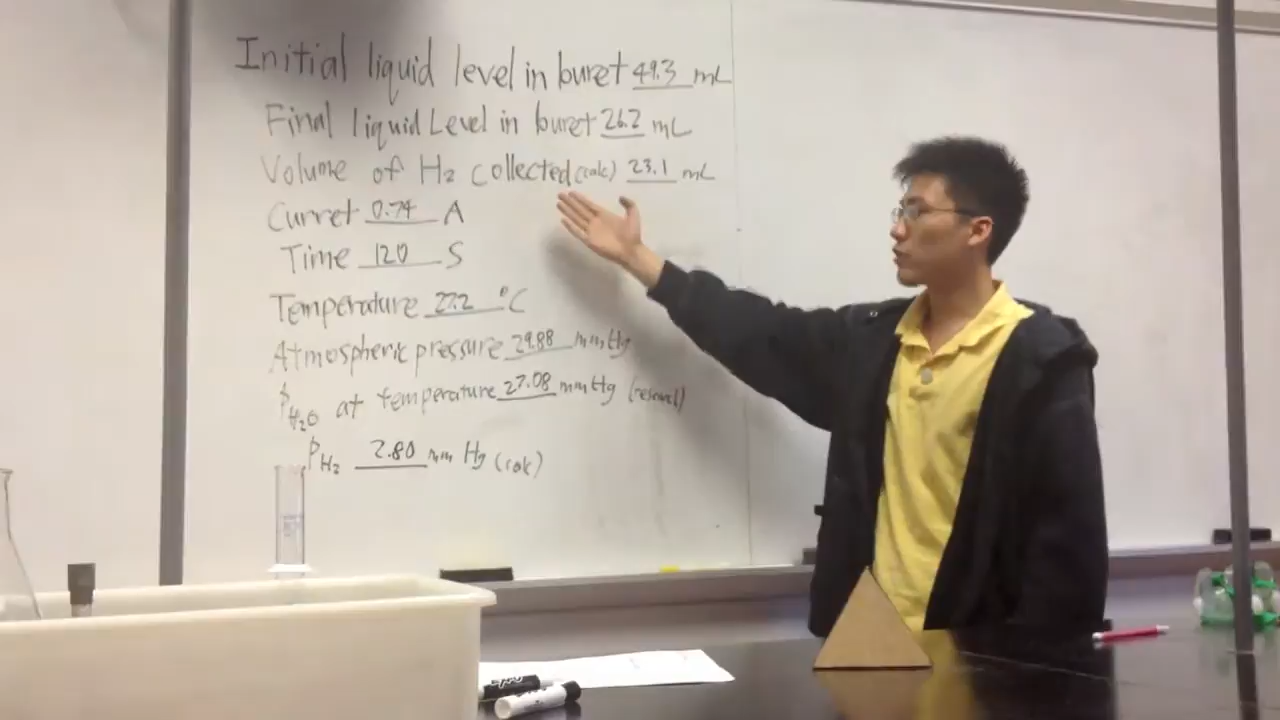 Initial liquid level in buret 49.3 mL
Final liquid Level in buret 26.2 mL
Volume of H2 collected (calc) 23.1 mL
Curret 0.74 A
Time 120 S
Temperature 27.2 °C
Atmospheric pressure 29.88 mmHg
PH2O at temperature 27.08 mmHg (research)
PH2 2.80 mm Hg (calc)